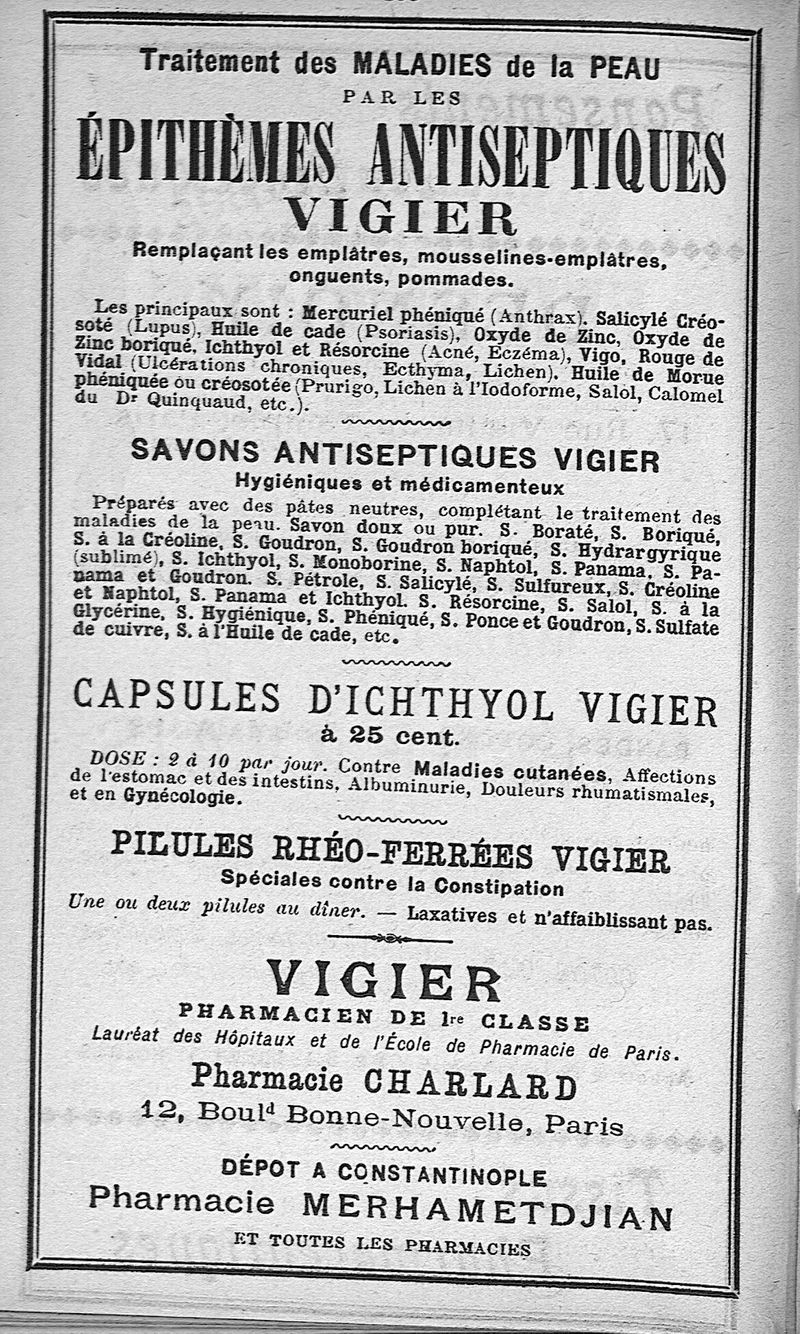 Traitement des MALADIES de la PEAU
PAR LES
ÉPITHÈMES ANTISEPTIQUES
VIGIER
Remplaçant les emplâtres, mousselines-emplâtres,
onguents, pommades.
Les principaux sont : Mercuriel phéniqué (Anthrax). Salicylé Créo-
soté (Lupus), Huile de cade (Psoriasis), Oxyde de Zinc, Oxyde de
Zinc boriqué, Ichthyol et Résorcine (Acné, Eczéma), Vigo, Rouge de
Vidal (Ulcérations chroniques, Ecthyma, Lichen). Huile de Morue
phéniquée ou créosotée (Prurigo, Lichen à l'Iodoforme, Salol, Calomel
du Dr Quinquaud, etc.).
SAVONS ANTISEPTIQUES VIGIER
Hygiéniques et médicamenteux
Préparés avec des pâtes neutres, complétant le traitement des
maladies de la peau. Savon doux ou pur. S. Boraté, S. Boriqué,
S. à la Créoline, S. Goudron, S. Goudron boriqué, S. Hydrargyrique
(sublimé), S. Ichthyol, S. Monoborine, S. Naphtol, S. Panama, S. Pa-
nama et Goudron. S. Pétrole, S. Salicylé, S. Sulfureux, S. Créoline
et Naphtol, S. Panama et Ichthyol. S. Résorcine, S. Salol, S. à la
Glycérine, S. Hygiénique, S. Phéniqué, S. Ponce et Goudron, S. Sulfate
de cuivre, S. à l'Huile de cade, etc.
CAPSULES D'ICHTHYOL VIGIER
à 25 cent.
DOSE : 2 à 10 par jour. Contre Maladies cutanées, Affections
de l'estomac et des intestins, Albuminurie, Douleurs rhumatismales,
et en Gynécologie.
PILULES RHÉO-FERRÉES VIGIER
Spéciales contre la Constipation
Une ou deux pilules au dîner. — Laxatives et n'affaiblissant pas.
VIGIER
PHARMACIEN DE 1re CLASSE
Lauréat des Hôpitaux et de l'École de Pharmacie de Paris.
Pharmacie CHARLARD
12, Bould Bonne-Nouvelle, Paris
DÉPOT A CONSTANTINOPLE
Pharmacie MERHAMETDJIAN
ET TOUTES LES PHARMACIES